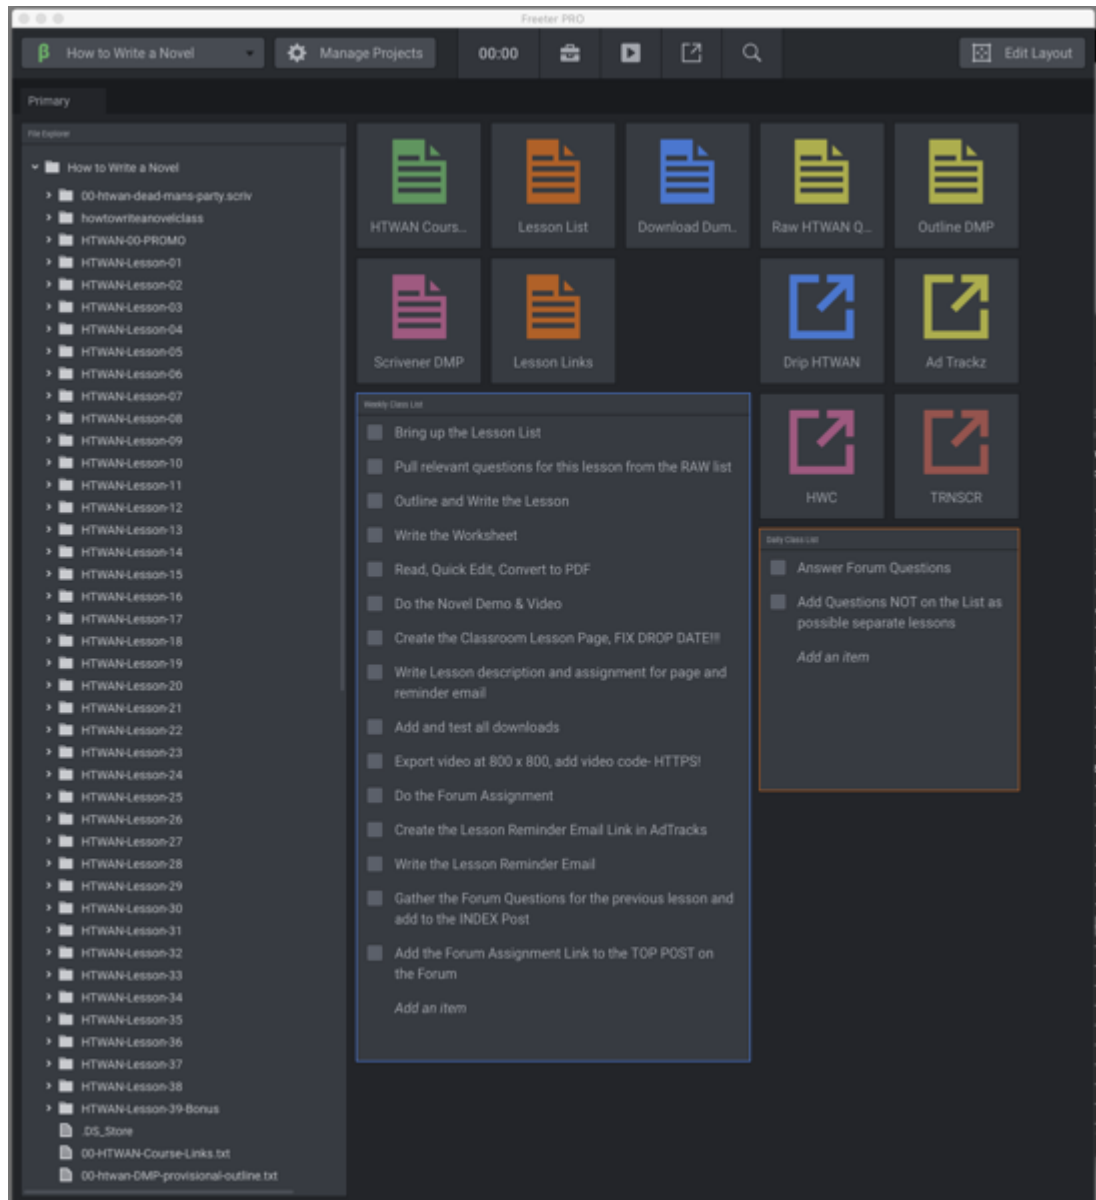 Freeter PRO
β How to Write a Novel
Manage Projects
00:00
Edit Layout
Primary
File Explorer
How to Write a Novel
00-htwan-dead-mans-party.scriv
howtowriteanovelclass
HTWAN-00-PROMO
HTWAN-Lesson-01
HTWAN-Lesson-02
HTWAN-Lesson-03
HTWAN-Lesson-04
HTWAN-Lesson-05
HTWAN-Lesson-06
HTWAN-Lesson-07
HTWAN-Lesson-08
HTWAN-Lesson-09
HTWAN-Lesson-10
HTWAN-Lesson-11
HTWAN-Lesson-12
HTWAN-Lesson-13
HTWAN-Lesson-14
HTWAN-Lesson-15
HTWAN-Lesson-16
HTWAN-Lesson-17
HTWAN-Lesson-18
HTWAN-Lesson-19
HTWAN-Lesson-20
HTWAN-Lesson-21
HTWAN-Lesson-22
HTWAN-Lesson-23
HTWAN-Lesson-24
HTWAN-Lesson-25
HTWAN-Lesson-26
HTWAN-Lesson-27
HTWAN-Lesson-28
HTWAN-Lesson-29
HTWAN-Lesson-30
HTWAN-Lesson-31
HTWAN-Lesson-32
HTWAN-Lesson-33
HTWAN-Lesson-34
HTWAN-Lesson-35
HTWAN-Lesson-36
HTWAN-Lesson-37
HTWAN-Lesson-38
HTWAN-Lesson-39-Bonus
.DS_Store
00-HTWAN-Course-Links.txt
00-htwan-DMP-provisional-outline.txt
HTWAN Cours...
Lesson List
Download Dum..
Raw HTWAN Q...
Outline DMP
Scrivener DMP
Lesson Links
Drip HTWAN
Ad Trackz
HWC
TRNSCR
Weekly Class List
Bring up the Lesson List
Pull relevant questions for this lesson from the RAW list
Outline and Write the Lesson
Write the Worksheet
Read, Quick Edit, Convert to PDF
Do the Novel Demo & Video
Create the Classroom Lesson Page, FIX DROP DATE!!!
Write Lesson description and assignment for page and
reminder email
Add and test all downloads
Export video at 800 x 800, add video code- HTTPS!
Do the Forum Assignment
Create the Lesson Reminder Email Link in AdTracks
Write the Lesson Reminder Email
Gather the Forum Questions for the previous lesson and
add to the INDEX Post
Add the Forum Assignment Link to the TOP POST on
the Forum
Add an item
Daily Class List
Answer Forum Questions
Add Questions NOT on the List as
possible separate lessons
Add an item